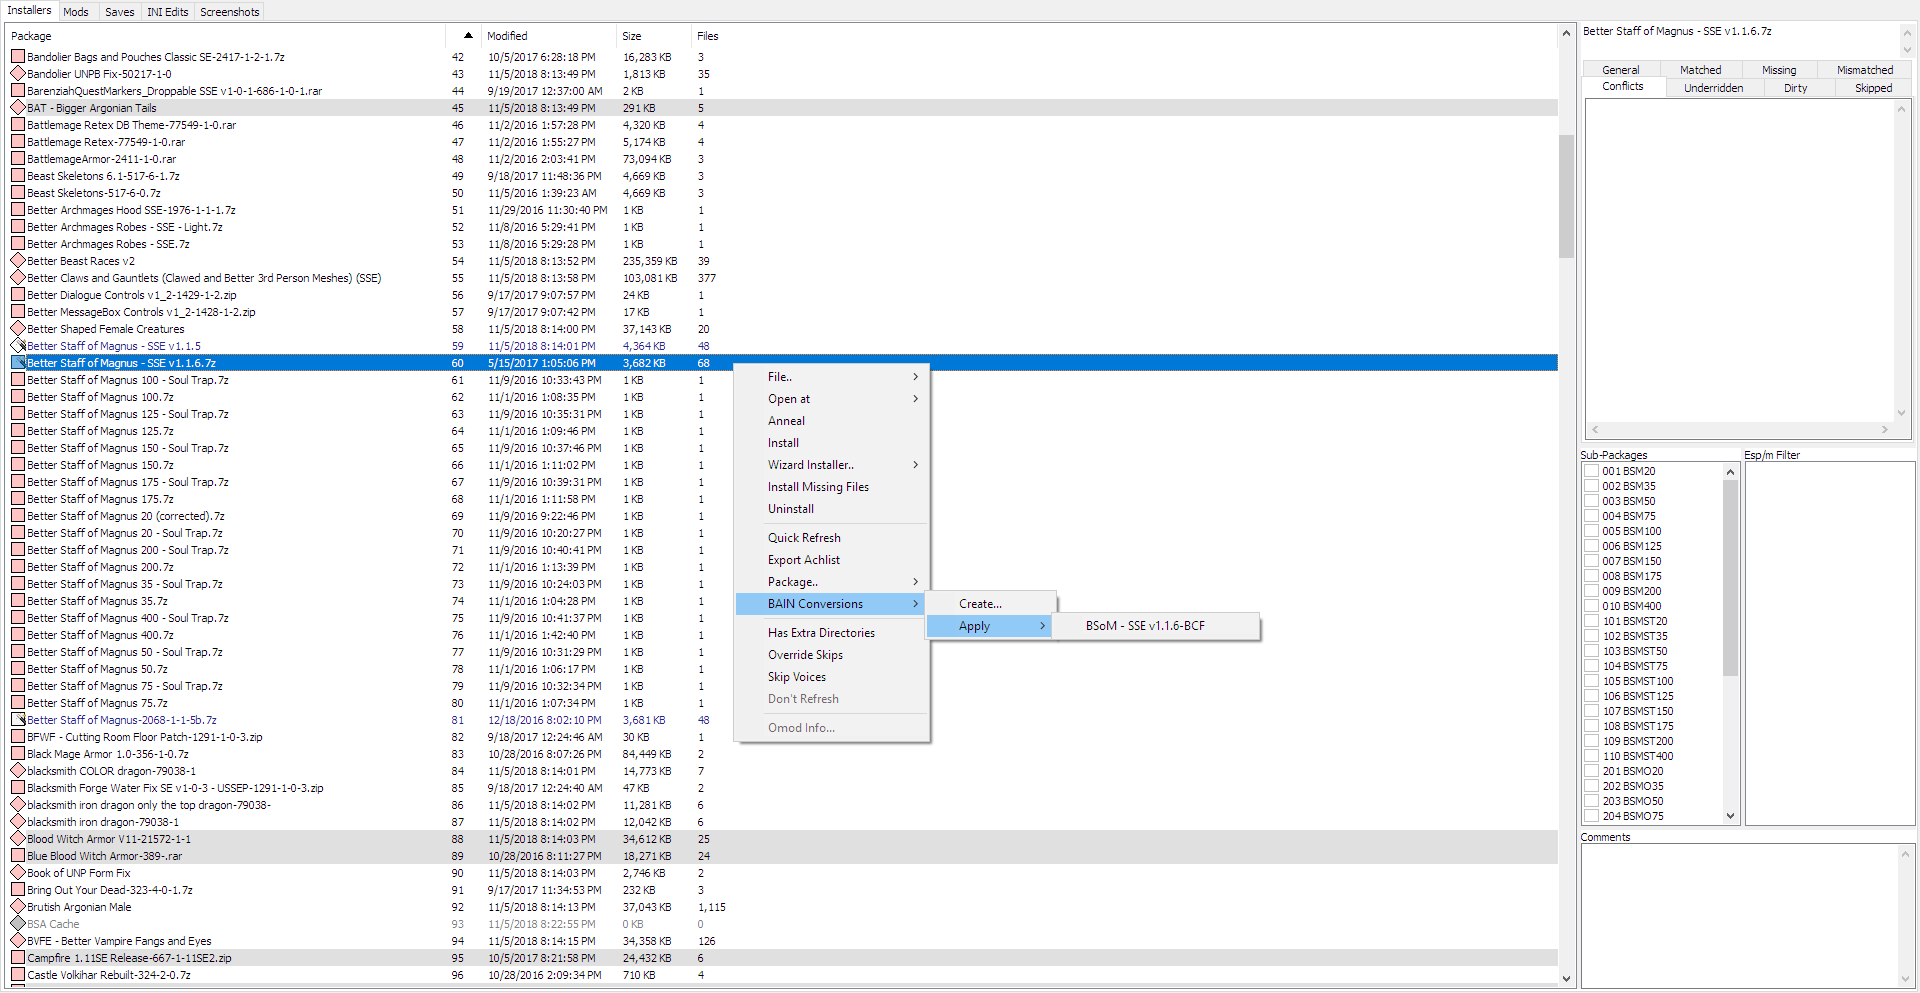 Installers Mods Saves INI Edits Screenshots
Package Modified Size Files
Bandolier Bags and Pouches Classic SE-2417-1-2-1.7z 42 10/5/2017 6:28:18 PM 16,283 KB 3
Bandolier UNPB Fix-50217-1-0 43 11/5/2018 8:13:49 PM 1,813 KB 35
BarenziahQuestMarkers_Droppable SSE v1-0-1-686-1-0-1.rar 44 9/19/2017 12:37:00 AM 2 KB 1
BAT - Bigger Argonian Tails 45 11/5/2018 8:13:49 PM 291 KB 5
Battlemage Retex DB Theme-77549-1-0.rar 46 11/2/2016 1:57:28 PM 4,320 KB 4
Battlemage Retex-77549-1-0.rar 47 11/2/2016 1:55:27 PM 5,174 KB 4
BattlemageArmor-2411-1-0.rar 48 11/2/2016 2:03:41 PM 73,094 KB 3
Beast Skeletons 6.1-517-6-1.7z 49 9/18/2017 11:48:36 PM 4,669 KB 3
Beast Skeletons-517-6-0.7z 50 11/5/2016 1:39:23 AM 4,669 KB 3
Better Archmages Hood SSE-1976-1-1-1.7z 51 11/29/2016 11:30:40 PM 1 KB 1
Better Archmages Robes - SSE - Light.7z 52 11/8/2016 5:29:41 PM 1 KB 1
Better Archmages Robes - SSE.7z 53 11/8/2016 5:29:28 PM 1 KB 1
Better Beast Races v2 54 11/5/2018 8:13:52 PM 235,359 KB 39
Better Claws and Gauntlets (Clawed and Better 3rd Person Meshes) (SSE) 55 11/5/2018 8:13:58 PM 103,081 KB 377
Better Dialogue Controls v1_2-1429-1-2.zip 56 9/17/2017 9:07:57 PM 24 KB 1
Better MessageBox Controls v1_2-1428-1-2.zip 57 9/17/2017 9:07:42 PM 17 KB 1
Better Shaped Female Creatures 58 11/5/2018 8:14:00 PM 37,143 KB 20
Better Staff of Magnus - SSE v1.1.5 59 11/5/2018 8:14:01 PM 4,364 KB 48
Better Staff of Magnus - SSE v1.1.6.7z 60 5/15/2017 1:05:06 PM 3,682 KB 68
Better Staff of Magnus 100 - Soul Trap.7z 61 11/9/2016 10:33:43 PM 1 KB 1
Better Staff of Magnus 100.7z 62 11/1/2016 1:08:35 PM 1 KB 1
Better Staff of Magnus 125 - Soul Trap.7z 63 11/9/2016 10:35:31 PM 1 KB 1
Better Staff of Magnus 125.7z 64 11/1/2016 1:09:46 PM 1 KB 1
Better Staff of Magnus 150 - Soul Trap.7z 65 11/9/2016 10:37:46 PM 1 KB 1
Better Staff of Magnus 150.7z 66 11/1/2016 1:11:02 PM 1 KB 1
Better Staff of Magnus 175 - Soul Trap.7z 67 11/9/2016 10:39:31 PM 1 KB 1
Better Staff of Magnus 175.7z 68 11/1/2016 1:11:58 PM 1 KB 1
Better Staff of Magnus 20 (corrected).7z 69 11/9/2016 9:22:46 PM 1 KB 1
Better Staff of Magnus 20 - Soul Trap.7z 70 11/9/2016 10:20:27 PM 1 KB 1
Better Staff of Magnus 200 - Soul Trap.7z 71 11/9/2016 10:40:41 PM 1 KB 1
Better Staff of Magnus 200.7z 72 11/1/2016 1:13:39 PM 1 KB 1
Better Staff of Magnus 35 - Soul Trap.7z 73 11/9/2016 10:24:03 PM 1 KB 1
Better Staff of Magnus 35.7z 74 11/1/2016 1:04:28 PM 1 KB 1
Better Staff of Magnus 400 - Soul Trap.7z 75 11/9/2016 10:41:37 PM 1 KB 1
Better Staff of Magnus 400.7z 76 11/1/2016 1:42:40 PM 1 KB 1
Better Staff of Magnus 50 - Soul Trap.7z 77 11/9/2016 10:31:29 PM 1 KB 1
Better Staff of Magnus 50.7z 78 11/1/2016 1:06:17 PM 1 KB 1
Better Staff of Magnus 75 - Soul Trap.7z 79 11/9/2016 10:32:34 PM 1 KB 1
Better Staff of Magnus 75.7z 80 11/1/2016 1:07:34 PM 1 KB 1
Better Staff of Magnus-2068-1-1-5b.7z 81 12/18/2016 8:02:10 PM 3,681 KB 48
BFWF - Cutting Room Floor Patch-1291-1-0-3.zip 82 9/18/2017 12:24:46 AM 30 KB 1
Black Mage Armor 1.0-356-1-0.7z 83 10/28/2016 8:07:26 PM 84,449 KB 2
blacksmith COLOR dragon-79038-1 84 11/5/2018 8:14:01 PM 14,773 KB 7
Blacksmith Forge Water Fix SE v1-0-3 - USSEP-1291-1-0-3.zip 85 9/18/2017 12:24:40 AM 47 KB 2
blacksmith iron dragon only the top dragon-79038- 86 11/5/2018 8:14:02 PM 11,281 KB 6
blacksmith iron dragon-79038-1 87 11/5/2018 8:14:02 PM 12,042 KB 6
Blood Witch Armor V11-21572-1-1 88 11/5/2018 8:14:03 PM 34,612 KB 25
Blue Blood Witch Armor-389-.rar 89 10/28/2016 8:11:27 PM 18,271 KB 24
Book of UNP Form Fix 90 11/5/2018 8:14:03 PM 2,746 KB 2
Bring Out Your Dead-323-4-0-1.7z 91 9/17/2017 11:34:53 PM 232 KB 3
Brutish Argonian Male 92 11/5/2018 8:14:13 PM 37,043 KB 1,115
BSA Cache 93 11/5/2018 8:22:55 PM 0 KB 0
BVFE - Better Vampire Fangs and Eyes 94 11/5/2018 8:14:15 PM 34,358 KB 126
Campfire 1.11SE Release-667-1-11SE2.zip 95 10/5/2017 8:21:58 PM 24,432 KB 6
Castle Volkihar Rebuilt-324-2-0.7z 96 10/28/2016 2:09:34 PM 710 KB 4
File..
Open at
Anneal
Install
Wizard Installer..
Install Missing Files
Uninstall
Quick Refresh
Export Achlist
Package..
BAIN Conversions
Has Extra Directories
Override Skips
Skip Voices
Don't Refresh
Omod Info...
Create...
Apply
BSoM - SSE v1.1.6-BCF
Better Staff of Magnus - SSE v1.1.6.7z
General Matched Missing Mismatched
Conflicts Underridden Dirty Skipped
Sub-Packages Esp/m Filter
001 BSM20
002 BSM35
003 BSM50
004 BSM75
005 BSM100
006 BSM125
007 BSM150
008 BSM175
009 BSM200
010 BSM400
101 BSMST20
102 BSMST35
103 BSMST50
104 BSMST75
105 BSMST100
106 BSMST125
107 BSMST150
108 BSMST175
109 BSMST200
110 BSMST400
201 BSMO20
202 BSMO35
203 BSMO50
204 BSMO75
Comments